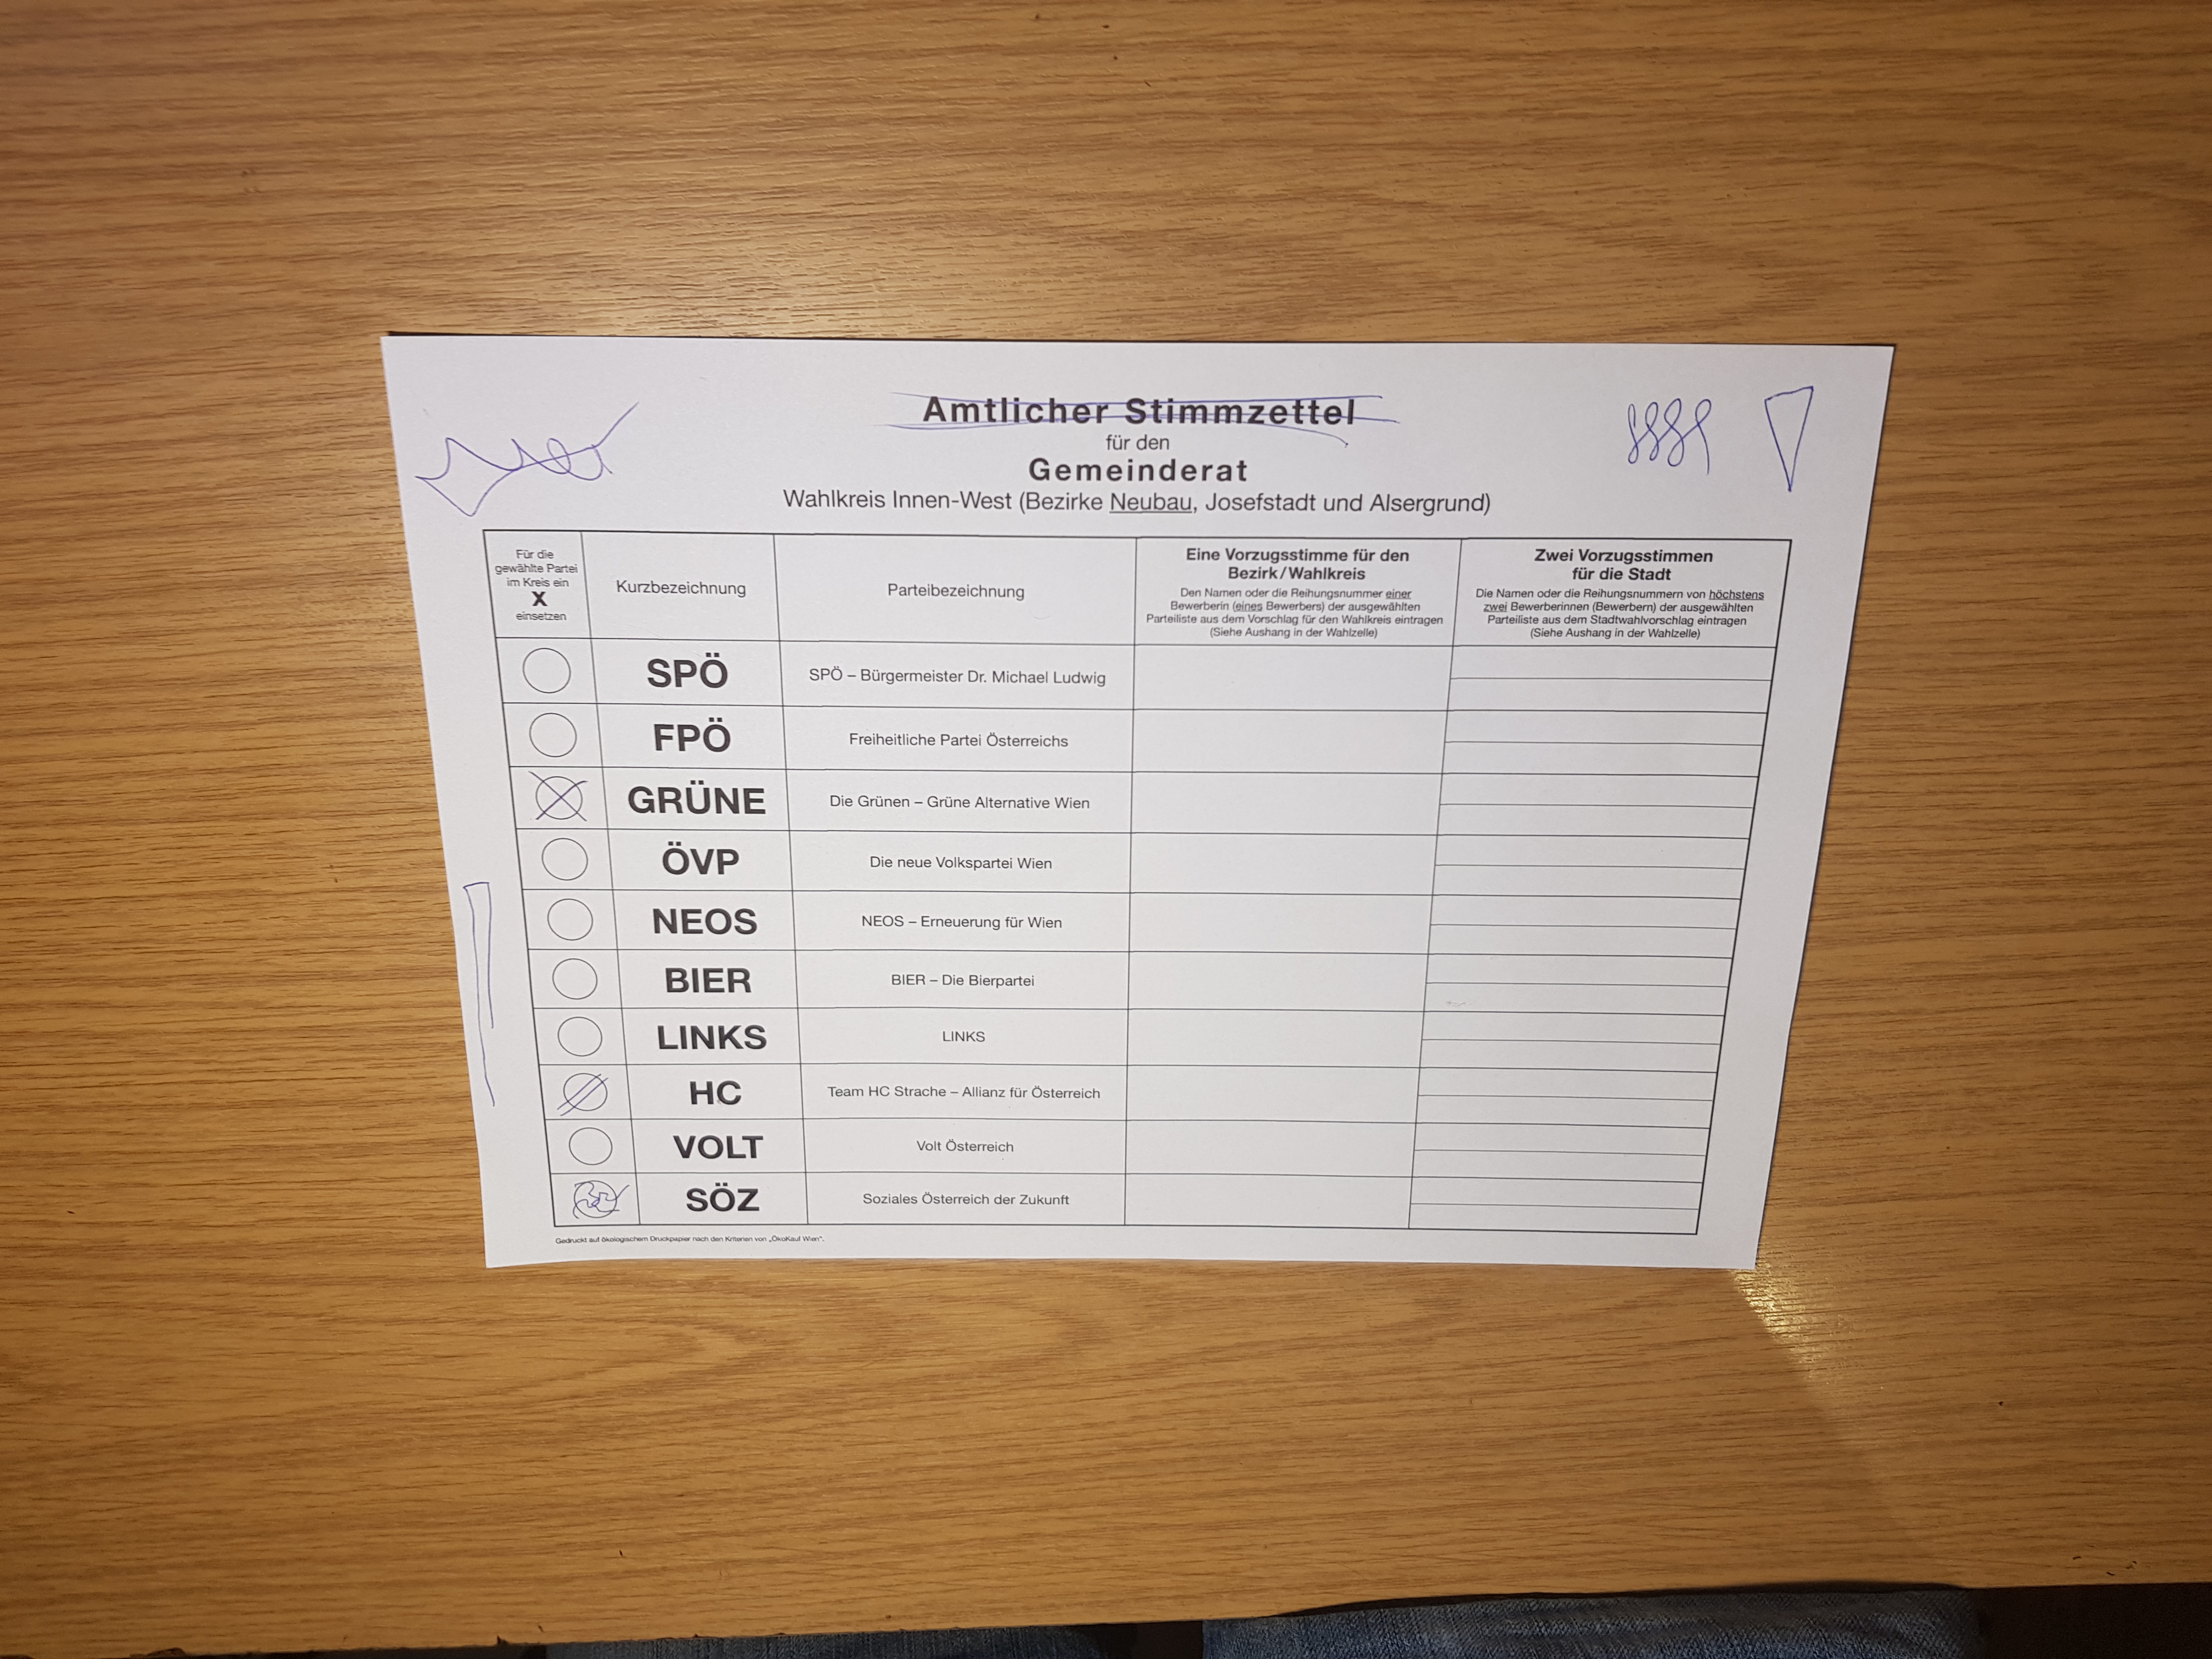 Amtlicher Stimmzettel
für den
Gemeinderat
Wahlkreis Innen-West (Bezirke Neubau, Josefstadt und Alsergrund)
Für die
gewählte Partei
im Kreis ein
X
einsetzen
Kurzbezeichnung
Parteibezeichnung
Eine Vorzugsstimme für den
Bezirk/Wahlkreis
Den Namen oder die Reihungsnummer einer
Bewerberin (eines Bewerbers) der ausgewählten
Parteiliste aus dem Vorschlag für den Wahlkreis eintragen
(Siehe Aushang in der Wahlzelle)
Zwei Vorzugsstimmen
für die Stadt
Die Namen oder die Reihungsnummern von höchstens
zwei Bewerberinnen (Bewerbern) der ausgewählten
Parteiliste aus dem Stadtwahlvorschlag eintragen
(Siehe Aushang in der Wahlzelle)
SPÖ SPÖ – Bürgermeister Dr. Michael Ludwig
FPÖ Freiheitliche Partei Österreichs
GRÜNE Die Grünen – Grüne Alternative Wien
ÖVP Die neue Volkspartei Wien
NEOS NEOS – Erneuerung für Wien
BIER BIER – Die Bierpartei
LINKS LINKS
HC Team HC Strache – Allianz für Österreich
VOLT Volt Österreich
SÖZ Soziales Österreich der Zukunft
Gedruckt auf ökologischem Druckpapier nach den Kriterien von „ÖkoKauf Wien“.